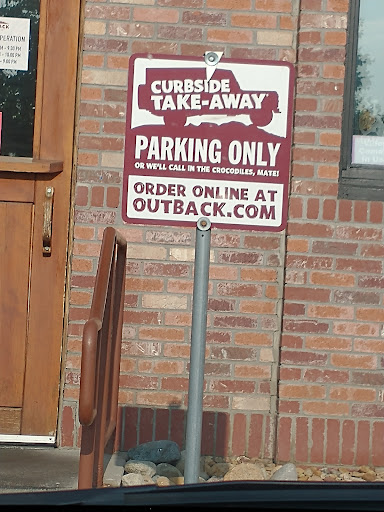 CURBSIDE
TAKE-AWAY
PARKING ONLY
OR WE'LL CALL IN THE CROCODILES, MATE!
ORDER ONLINE AT
OUTBACK.COM